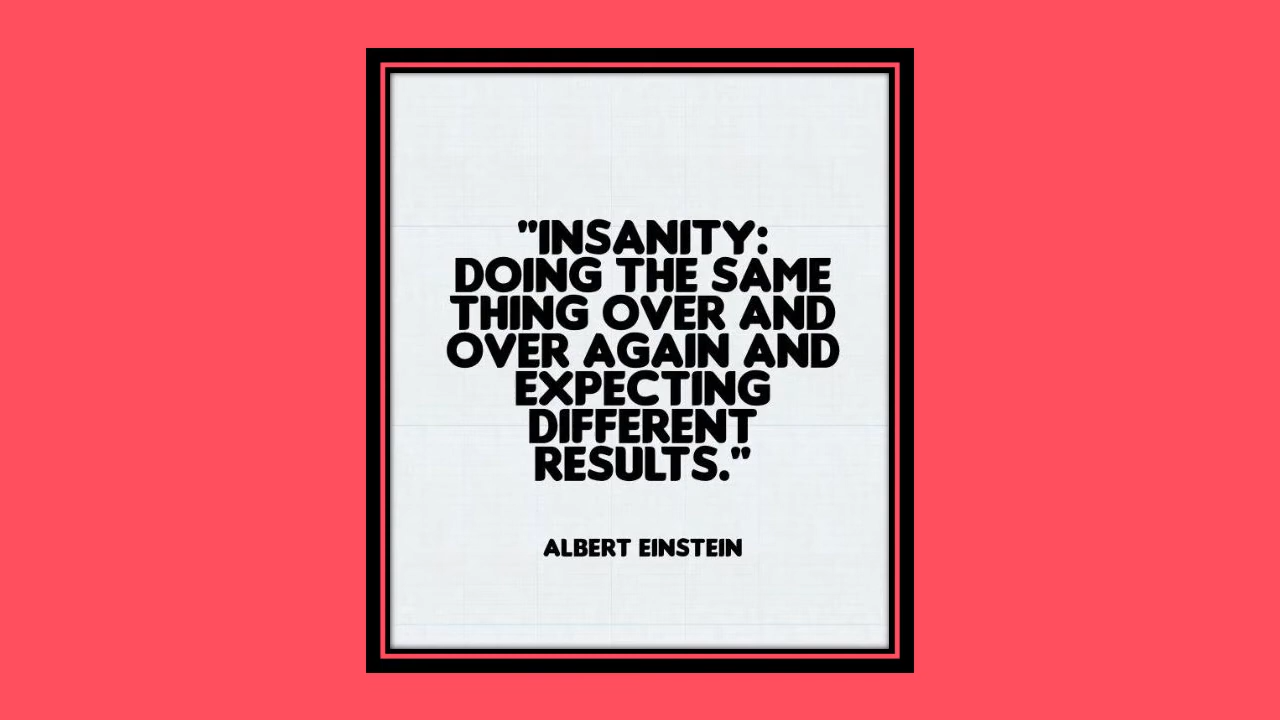 "INSANITY:
DOING THE SAME
THING OVER AND
OVER AGAIN AND
EXPECTING
DIFFERENT
RESULTS."
ALBERT EINSTEIN